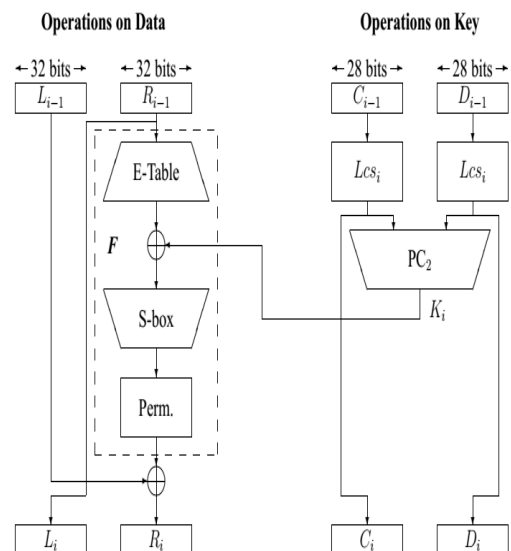 Operations on Data Operations on Key
32 bits 32 bits 28 bits 28 bits
L_{i-1} R_{i-1} C_{i-1} D_{i-1}
E-Table Lcs_i Lcs_i
F PC_2
S-box K_i
Perm.
L_i R_i C_i D_i